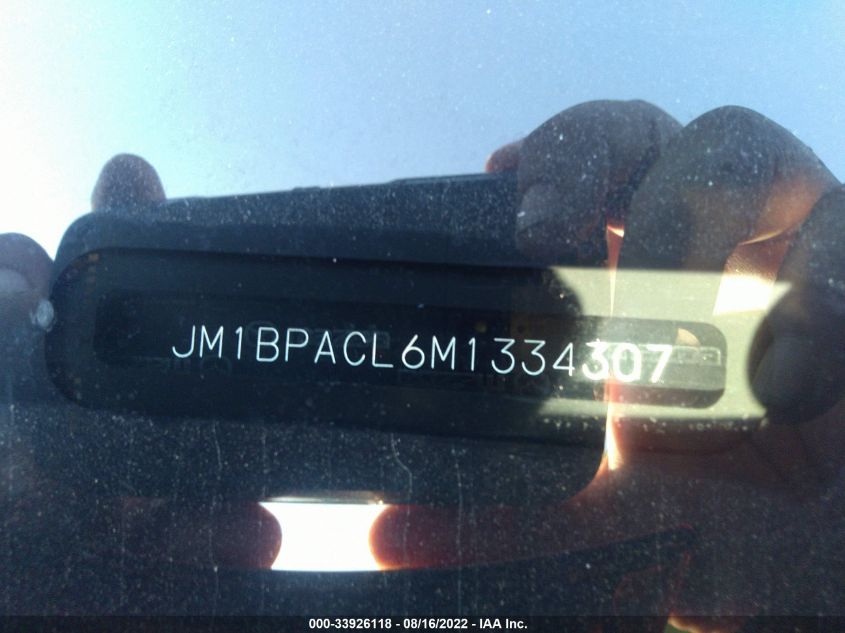 JM1BPACL6M1334307
000-33926118 - 08/16/2022 - IAA Inc.